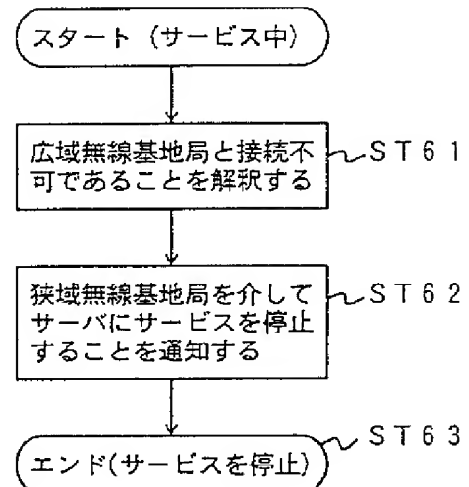 スタート (サービス中)
広域無線基地局と接続不
可であることを解釈する
ST61
狭域無線基地局を介して
サーバにサービスを停止
することを通知する
ST62
エンド(サービスを停止)
ST63